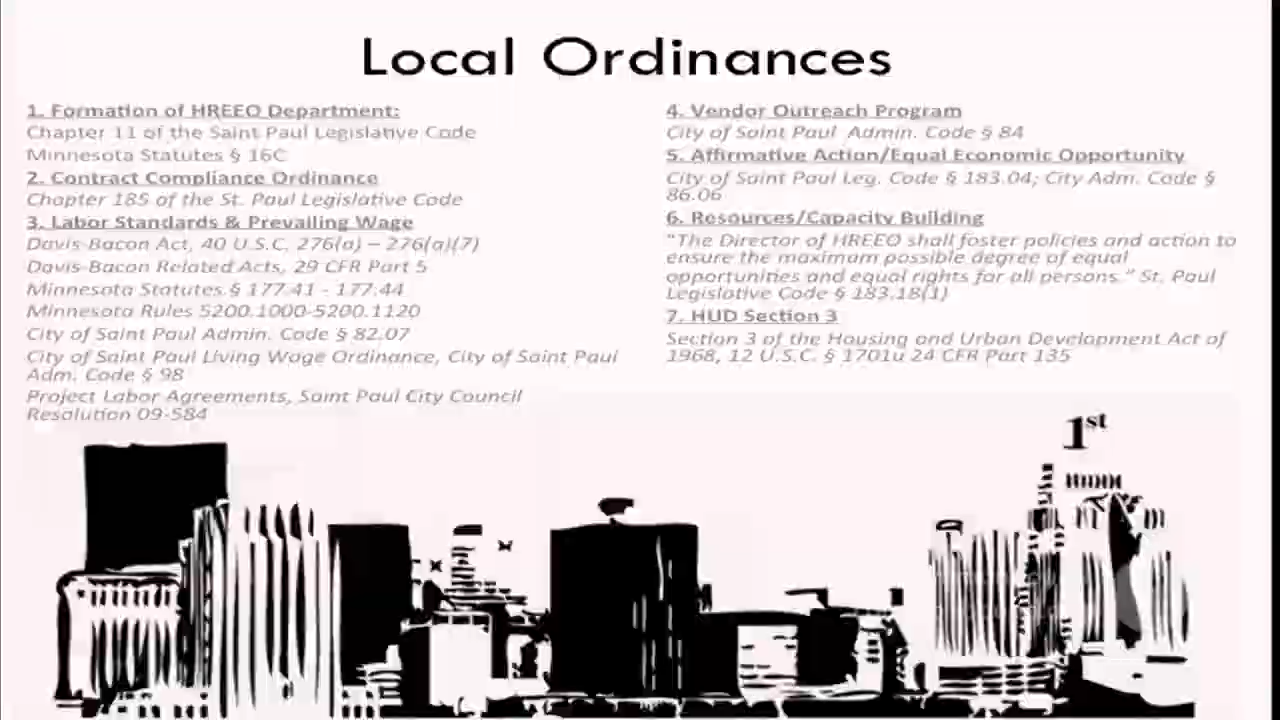 Local Ordinances
1. Formation of HREEO Department:
Chapter 11 of the Saint Paul Legislative Code
Minnesota Statutes § 16C
2. Contract Compliance Ordinance
Chapter 185 of the St. Paul Legislative Code
3. Labor Standards & Prevailing Wage
Davis-Bacon Act, 40 U.S.C, 276(a) – 276(a)(7)
Davis-Bacon Related Acts, 29 CFR Part 5
Minnesota Statutes § 177.41 - 177.44
Minnesota Rules 5200.1000-5200.1120
City of Saint Paul Admin. Code § 82.07
City of Saint Paul Living Wage Ordinance, City of Saint Paul
Adm. Code § 98
Project Labor Agreements, Saint Paul City Council
Resolution 09-584
4. Vendor Outreach Program
City of Saint Paul Admin. Code § 84
5. Affirmative Action/Equal Economic Opportunity
City of Saint Paul Leg. Code § 183.04; City Adm. Code §
86.06
6. Resources/Capacity Building
"The Director of HREEO shall foster policies and action to
ensure the maximum possible degree of equal
opportunities and equal rights for all persons." St. Paul
Legislative Code § 183.18(1)
7. HUD Section 3
Section 3 of the Housing and Urban Development Act of
1968, 12 U.S.C. § 1701u 24 CFR Part 135
1st